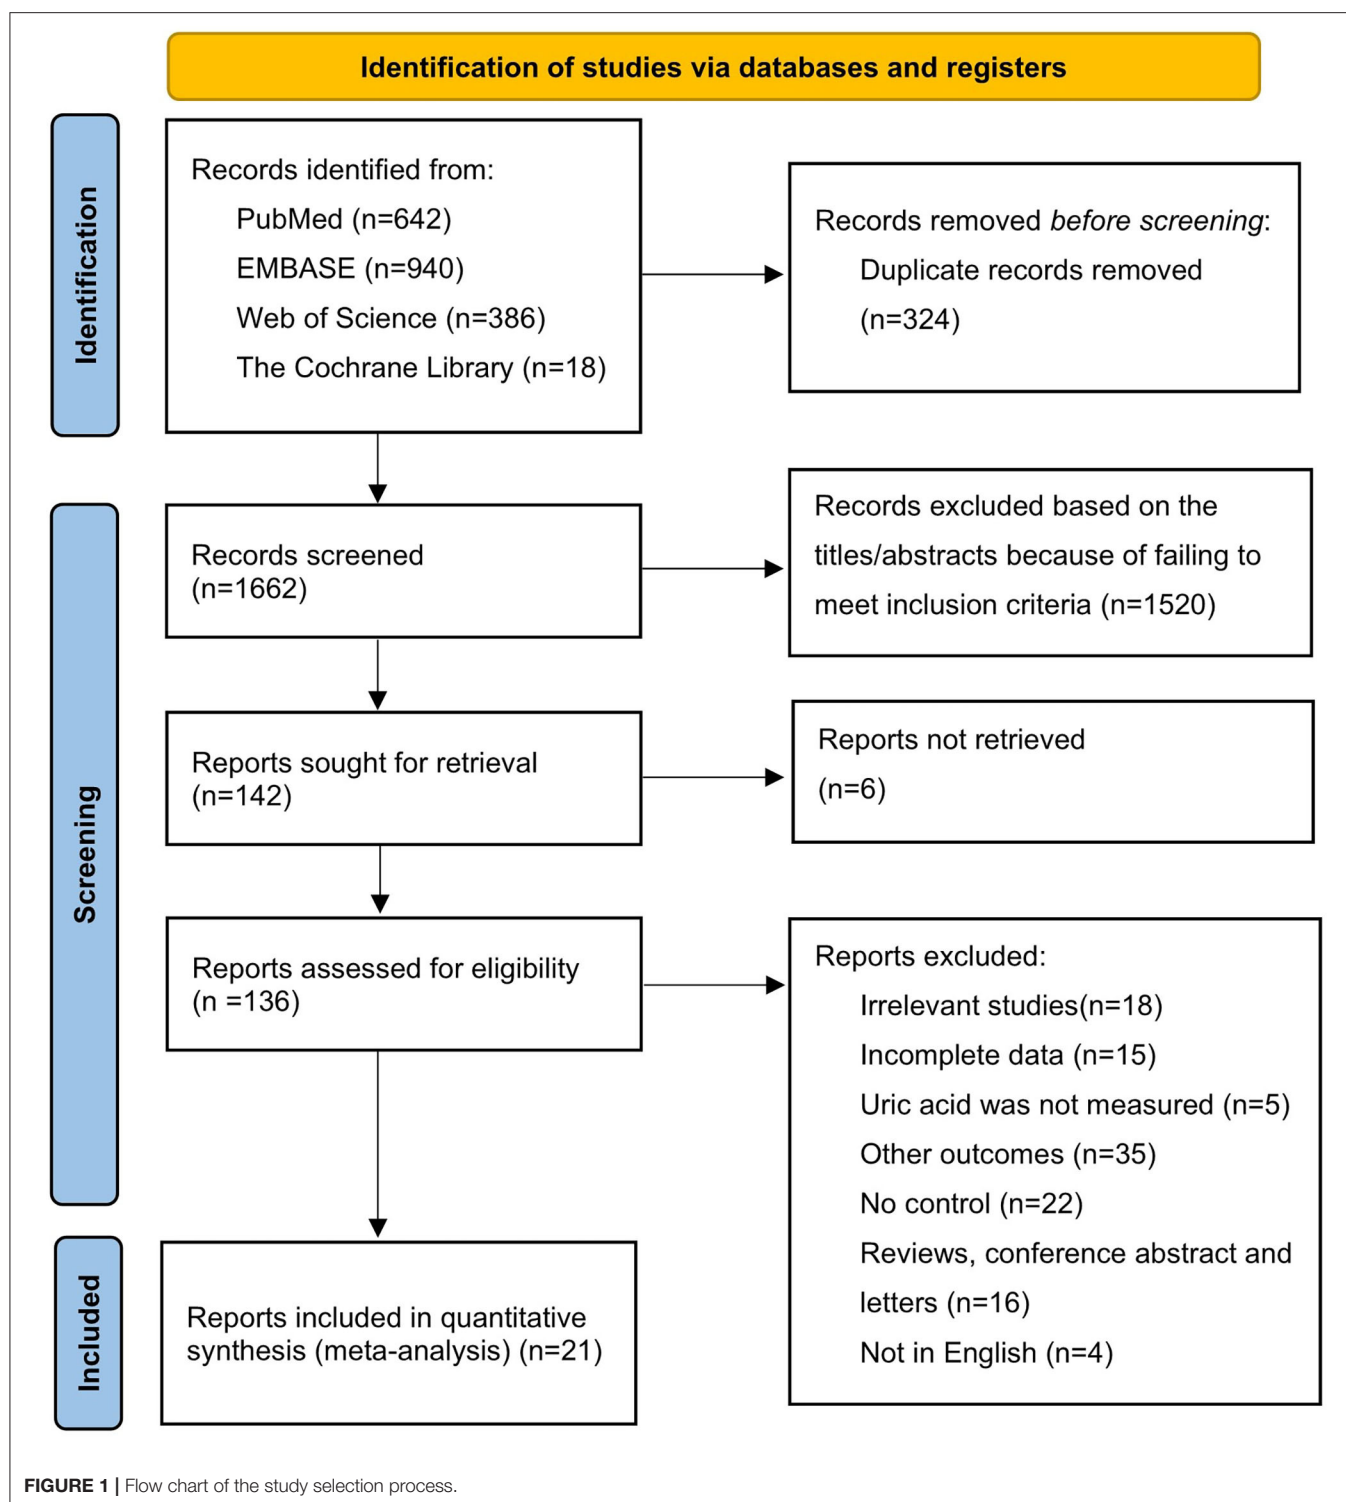 Identification of studies via databases and registers
Identification
Records identified from:
PubMed (n=642)
EMBASE (n=940)
Web of Science (n=386)
The Cochrane Library (n=18)
Records removed before screening:
Duplicate records removed
(n=324)
Screening
Records screened
(n=1662)
Records excluded based on the
titles/abstracts because of failing to
meet inclusion criteria (n=1520)
Reports sought for retrieval
(n=142)
Reports not retrieved
(n=6)
Reports assessed for eligibility
(n =136)
Reports excluded:
Irrelevant studies(n=18)
Incomplete data (n=15)
Uric acid was not measured (n=5)
Other outcomes (n=35)
No control (n=22)
Reviews, conference abstract and
letters (n=16)
Not in English (n=4)
Included
Reports included in quantitative
synthesis (meta-analysis) (n=21)
FIGURE 1 | Flow chart of the study selection process.